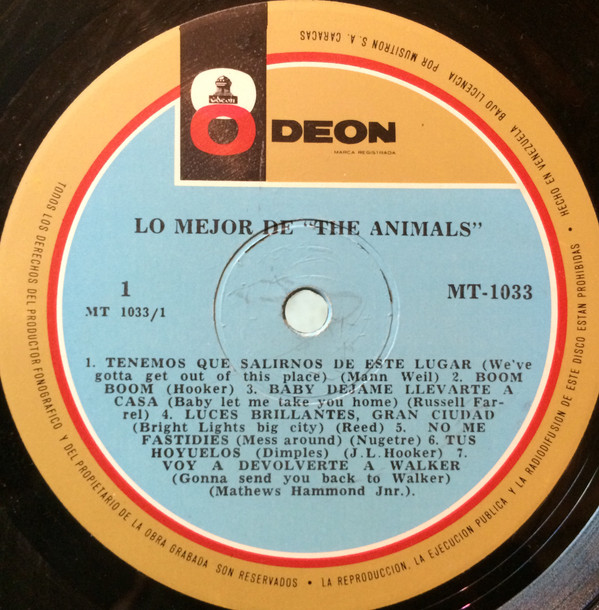 odeon
ODEON
MARCA REGISTRADA
LO MEJOR DE "THE ANIMALS"
1
MT 1033/1
MT-1033
1. TENEMOS QUE SALIRNOS DE ESTE LUGAR (We've
gotta get out of this place) (Mann Weil) 2. BOOM
BOOM (Hooker) 3. BABY DEJAME LLEVARTE A
CASA (Baby let me take you home) (Russell Far-
rel) 4. LUCES BRILLANTES, GRAN CIUDAD
(Bright Lights big city) (Reed) 5. NO ME
FASTIDIES (Mess around) (Nugetre) 6. TUS
HOYUELOS (Dimples) (J.L.Hooker) 7.
VOY A DEVOLVERTE A WALKER
(Gonna send you back to Walker)
(Mathews Hammond Jnr.).
TODOS LOS DERECHOS DEL PRODUCTOR FONOGRAFICO Y DEL PROPIETARIO DE LA OBRA GRABADA SON RESERVADOS • LA REPRODUCCION, LA EJECUCION PUBLICA Y LA RADIODIFUSION DE ESTE DISCO ESTAN PROHIBIDAS • HECHO EN VENEZUELA BAJO LICENCIA POR MUSITRON S.A. CARACAS